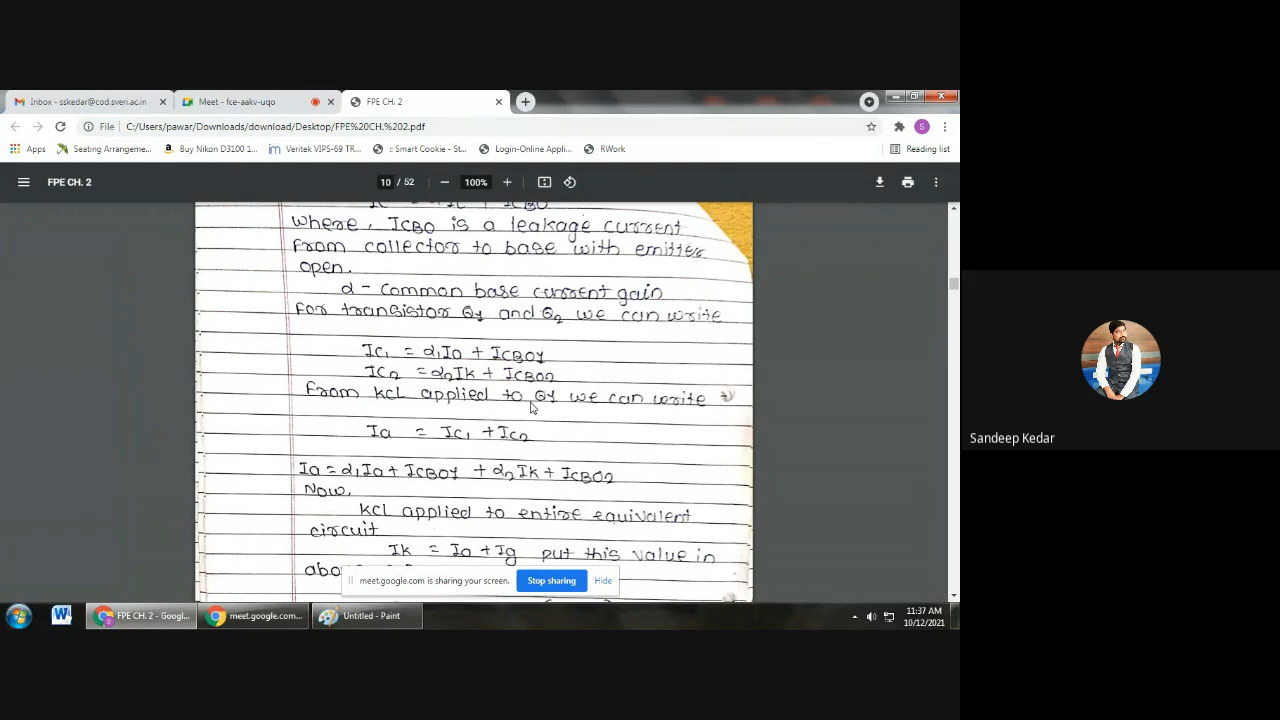 Inbox - sskedar@cod.sveri.ac.in
Meet - fce-aakv-uqo
FPE CH. 2
File C:/Users/pawar/Downloads/download/Desktop/FPE%20CH.%202.pdf
Apps Seating Arrangeme... Buy Nikon D3100 1... Veritek VIPS-69 TR... :: Smart Cookie - St... Login-Online Appli... RWork Reading list
FPE CH. 2 10 / 52 100%
where, ICBO is a leakage current
from collector to base with emitter
open.
α - common base current gain
For transistor Q1 and Q2 we can write
IC1 = α1Ia + ICBO1
IC2 = α2Ik + ICBO2
From KCL applied to Q1 we can write
Ia = IC1 + IC2
Ia = α1Ia + ICBO1 + α2Ik + ICBO2
Now,
KCL applied to entire equivalent
circuit
Ik = Ia + Ig put this value in
meet.google.com is sharing your screen. Stop sharing Hide
FPE CH. 2 - Googl... meet.google.com... Untitled - Paint
11:37 AM
10/12/2021
Sandeep Kedar